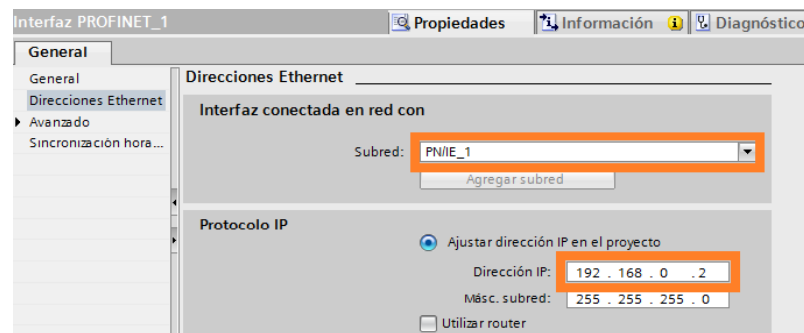 Interfaz PROFINET_1
Propiedades
Información
Diagnóstico
General
General
Direcciones Ethernet
Avanzado
Sincronización hora...
Direcciones Ethernet
Interfaz conectada en red con
Subred: PN/IE_1
Agregar subred
Protocolo IP
Ajustar dirección IP en el proyecto
Dirección IP: 192 . 168 . 0 . 2
Másc. subred: 255 . 255 . 255 . 0
Utilizar router